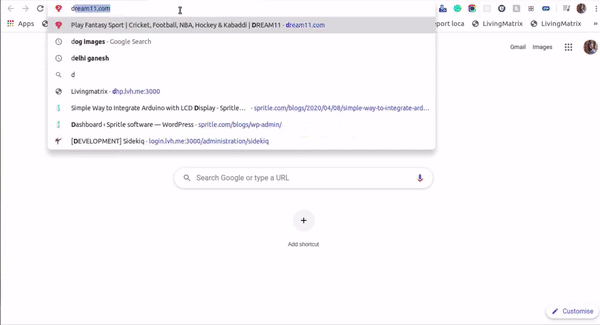 dream11.com
Play Fantasy Sport | Cricket, Football, NBA, Hockey & Kabaddi | DREAM11 - dream11.com
dog images - Google Search
delhi ganesh
d
Livingmatrix - dhp.lvh.me:3000
Simple Way to Integrate Arduino with LCD Display - Spritle... - spritle.com/blogs/2020/04/08/simple-way-to-integrate-ard...
Dashboard ‹ Spritle software — WordPress - spritle.com/blogs/wp-admin/
[DEVELOPMENT] Sidekiq - login.lvh.me:3000/administration/sidekiq
Apps
port loca
LivingMatrix
LivingMatrix
Gmail Images
Search Google or type a URL
Add shortcut
Customise